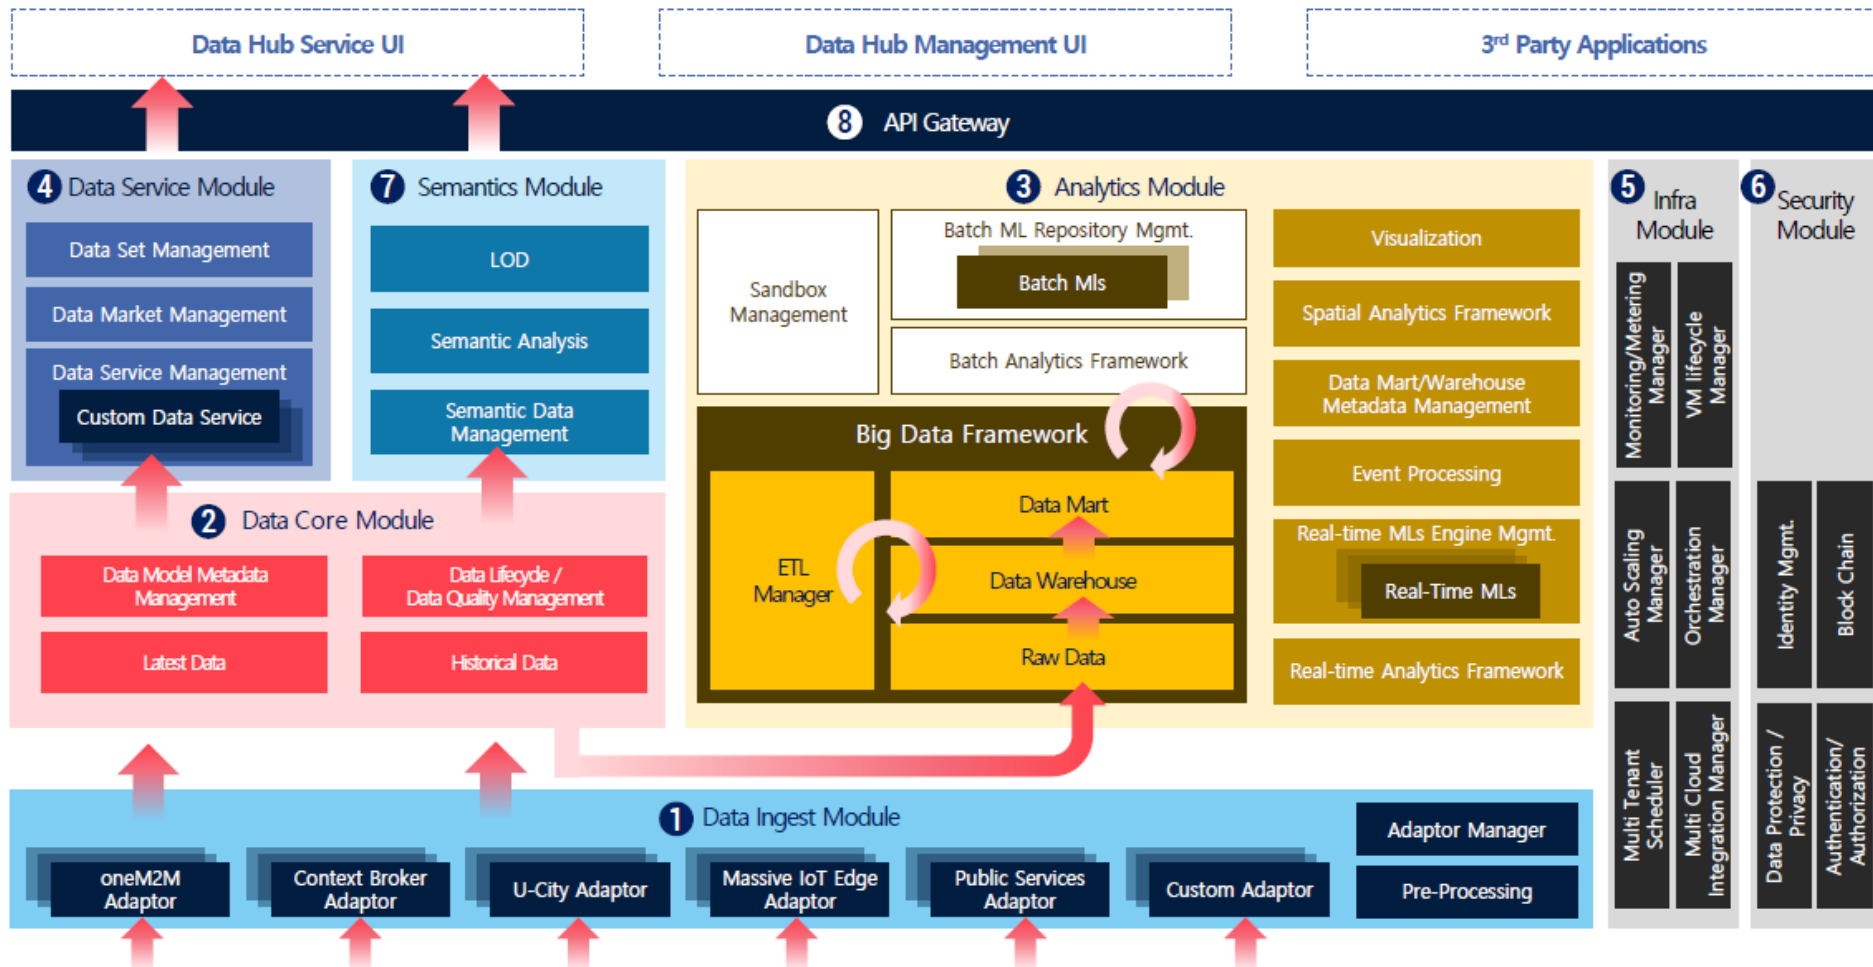 Data Hub Service UI
Data Hub Management UI
3rd Party Applications
8 API Gateway
4 Data Service Module
Data Set Management
Data Market Management
Data Service Management
Custom Data Service
7 Semantics Module
LOD
Semantic Analysis
Semantic Data
Management
3 Analytics Module
Sandbox
Management
Batch ML Repository Mgmt.
Batch Mls
Batch Analytics Framework
Big Data Framework
ETL
Manager
Data Mart
Data Warehouse
Raw Data
Visualization
Spatial Analytics Framework
Data Mart/Warehouse
Metadata Management
Event Processing
Real-time MLs Engine Mgmt.
Real-Time MLs
Real-time Analytics Framework
5 Infra
Module
Monitoring/Metering
Manager
VM lifecycle
Manager
Auto Scaling
Manager
Orchestration
Manager
Multi Tenant
Scheduler
Multi Cloud
Integration Manager
6 Security
Module
Identity Mgmt.
Block Chain
Data Protection /
Privacy
Authentication/
Authorization
2 Data Core Module
Data Model Metadata
Management
Data Lifecyde /
Data Quality Management
Latest Data
Historical Data
1 Data Ingest Module
oneM2M
Adaptor
Context Broker
Adaptor
U-City Adaptor
Massive IoT Edge
Adaptor
Public Services
Adaptor
Custom Adaptor
Adaptor Manager
Pre-Processing